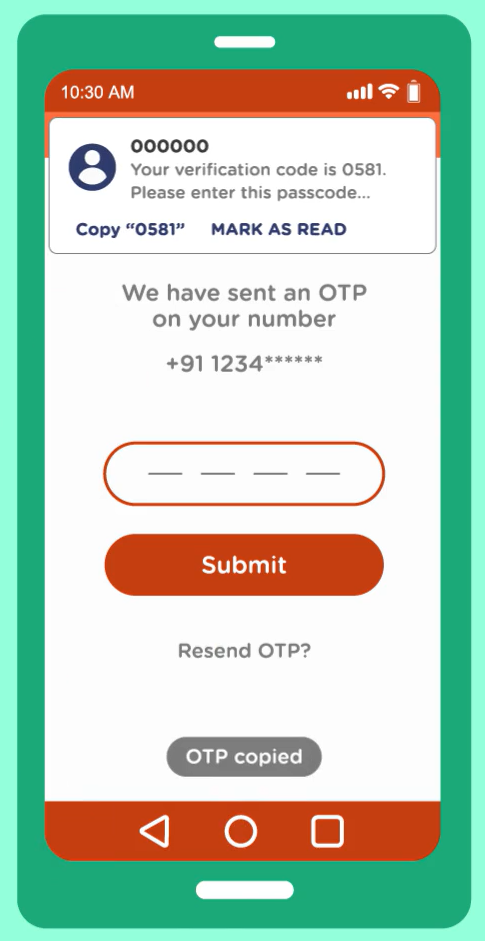 10:30 AM
000000
Your verification code is 0581.
Please enter this passcode...
Copy “0581” MARK AS READ
We have sent an OTP
on your number
+91 1234******
Submit
Resend OTP?
OTP copied